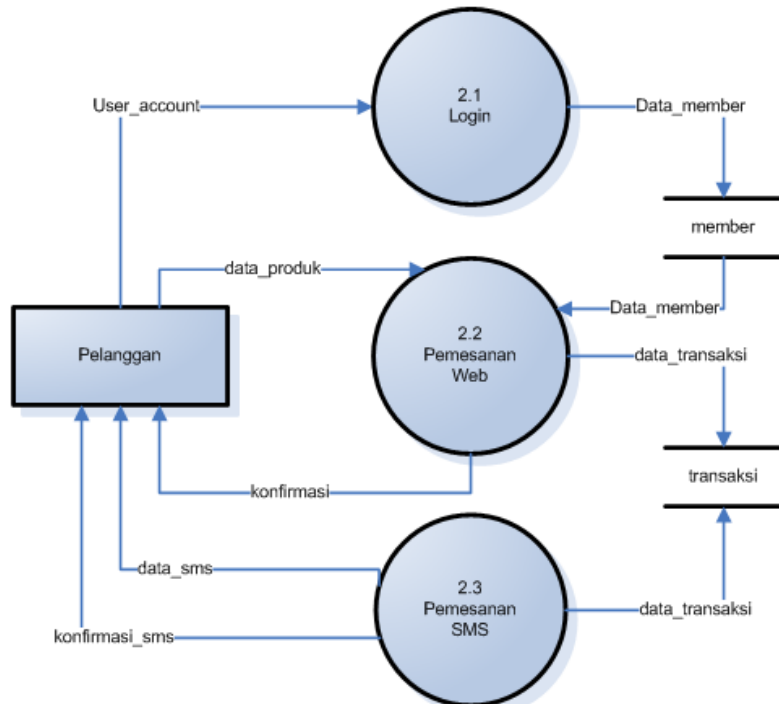 2.1
Login
User_account
Data_member
member
data_produk
Data_member
2.2
Pemesanan
Web
Pelanggan
data_transaksi
transaksi
konfirmasi
data_sms
2.3
Pemesanan
SMS
data_transaksi
konfirmasi_sms